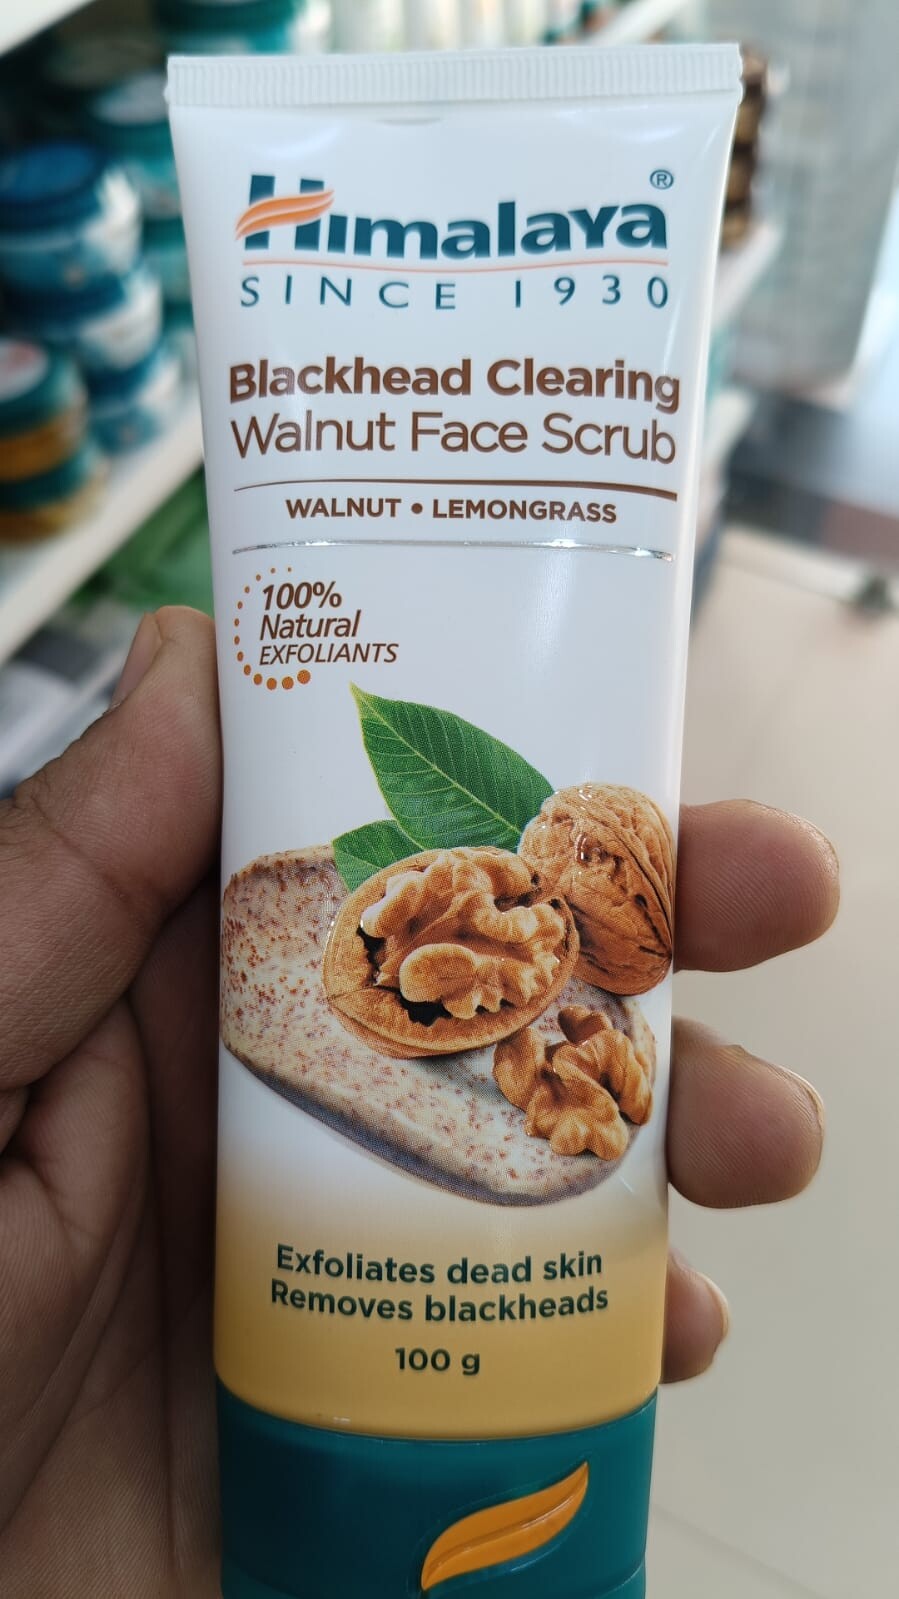 Himalaya®
SINCE 1930
Blackhead Clearing
Walnut Face Scrub
WALNUT • LEMONGRASS
100%
Natural
EXFOLIANTS
Exfoliates dead skin
Removes blackheads
100 g